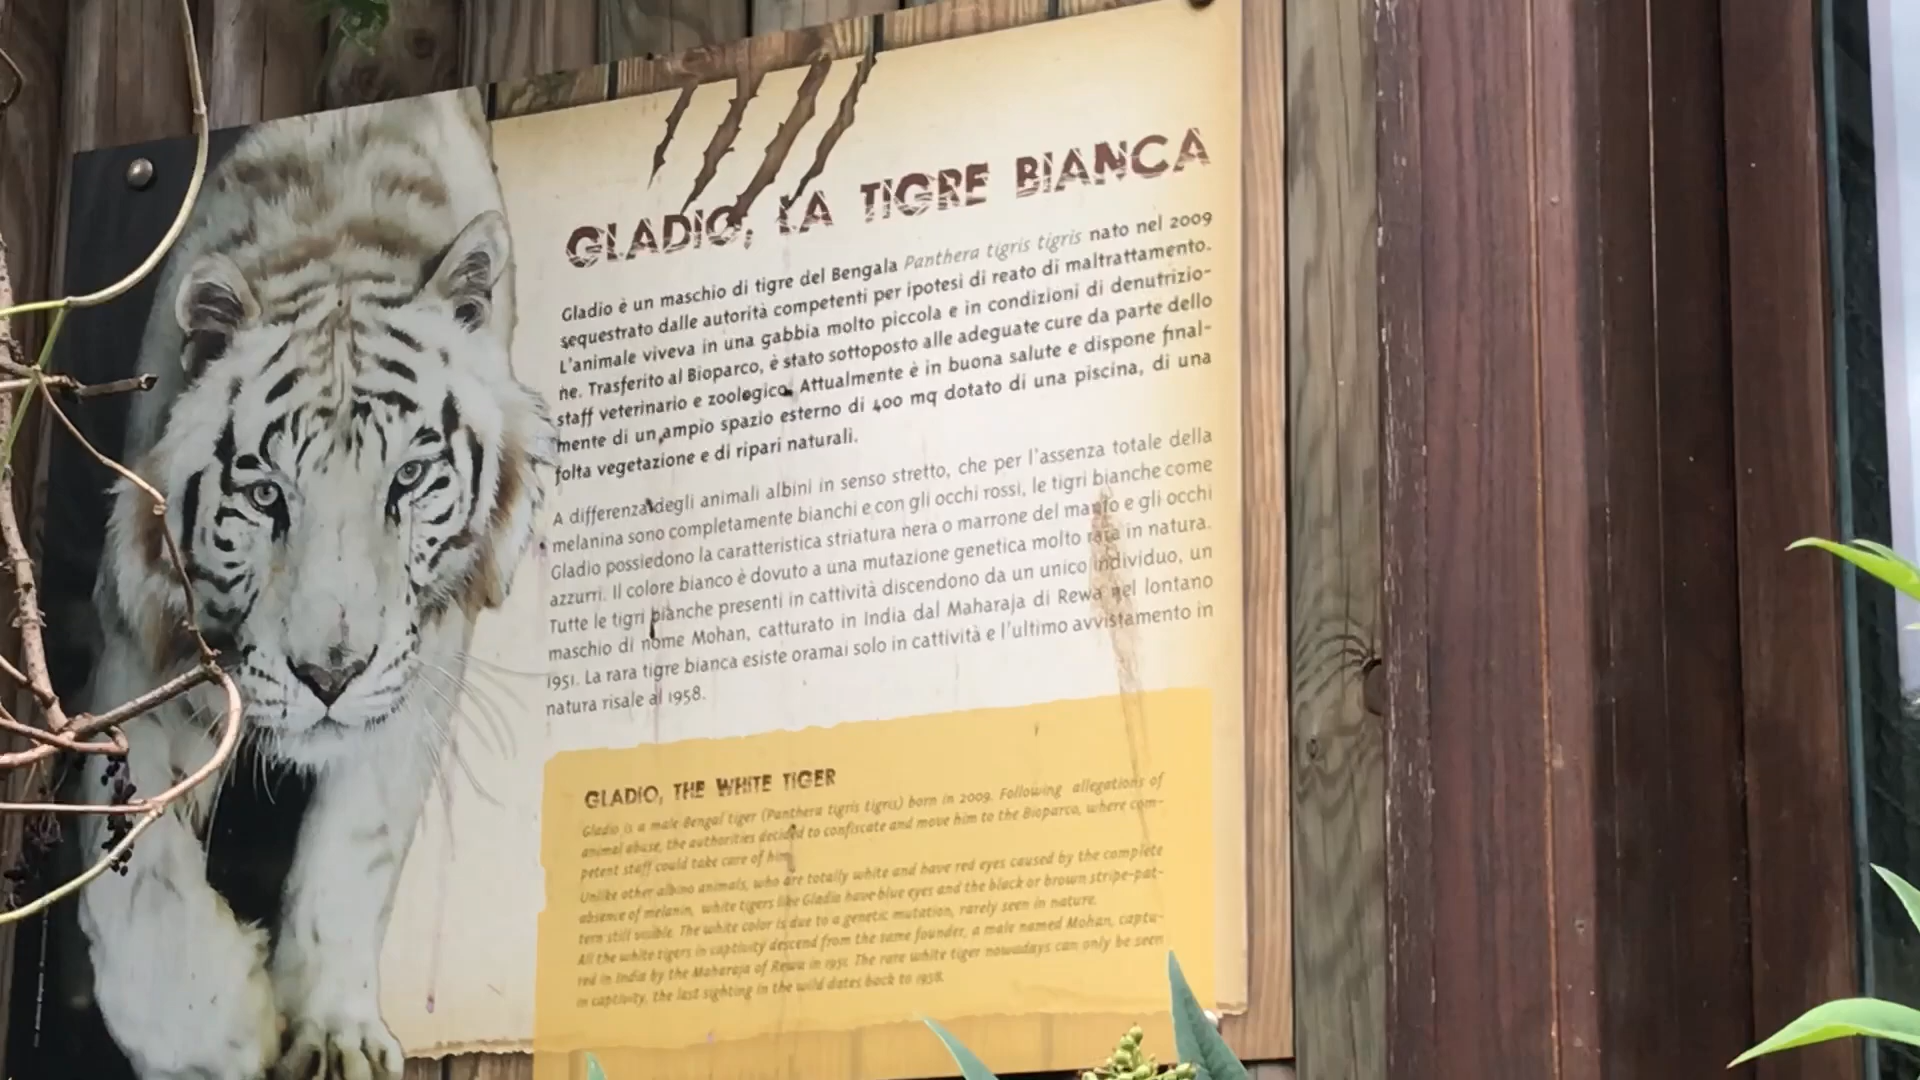 GLADIO, LA TIGRE BIANCA
Gladio è un maschio di tigre del Bengala Panthera tigris tigris nato nel 2009
sequestrato dalle autorità competenti per ipotesi di reato di maltrattamento.
L'animale viveva in una gabbia molto piccola e in condizioni di denutrizio-
ne. Trasferito al Bioparco, è stato sottoposto alle adeguate cure da parte dello
staff veterinario e zoologico. Attualmente è in buona salute e dispone final-
mente di un ampio spazio esterno di 400 mq dotato di una piscina, di una
folta vegetazione e di ripari naturali.
A differenza degli animali albini in senso stretto, che per l'assenza totale della
melanina sono completamente bianchi e con gli occhi rossi, le tigri bianche come
Gladio possiedono la caratteristica striatura nera o marrone del manto e gli occhi
azzurri. Il colore bianco è dovuto a una mutazione genetica molto rara in natura.
Tutte le tigri bianche presenti in cattività discendono da un unico individuo, un
maschio di nome Mohan, catturato in India dal Maharaja di Rewa nel lontano
1951. La rara tigre bianca esiste oramai solo in cattività e l'ultimo avvistamento in
natura risale al 1958.
GLADIO, THE WHITE TIGER
Gladio is a male Bengal tiger (Panthera tigris tigris) born in 2009. Following allegations of
animal abuse, the authorities decided to confiscate and move him to the Bioparco, where com-
petent staff could take care of him.
Unlike other albino animals, who are totally white and have red eyes caused by the complete
absence of melanin, white tigers like Gladio have blue eyes and the black or brown stripe-pat-
tern still visible. The white color is due to a genetic mutation, rarely seen in nature.
All the white tigers in captivity descend from the same founder, a male named Mohan, captu-
red in India by the Maharaja of Rewa in 1951. The rare white tiger nowadays can only be seen
in captivity, the last sighting in the wild dates back to 1958.